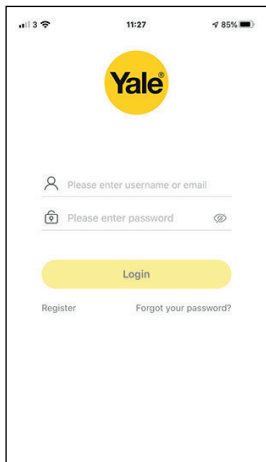 3
11:27
85%
Yale®
Please enter username or email
Please enter password
Login
Register
Forgot your password?